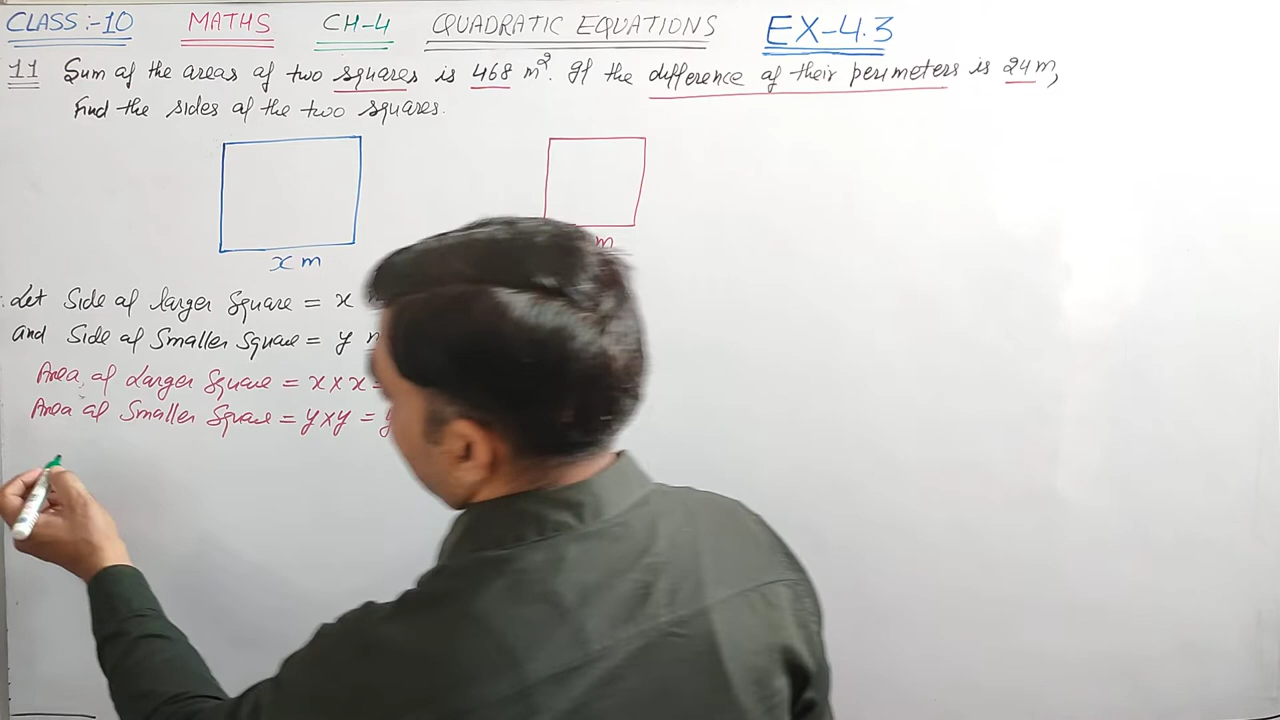 CLASS:-10 MATHS CH-4 QUADRATIC EQUATIONS EX-4.3
11 Sum of the areas of two squares is 468 m². If the difference of their perimeters is 24m,
find the sides of the two squares.
x m
m
Let Side of larger Square = x
and Side of Smaller Square = y
Area of Larger Square = x × x =
Area of Smaller Square = y × y =